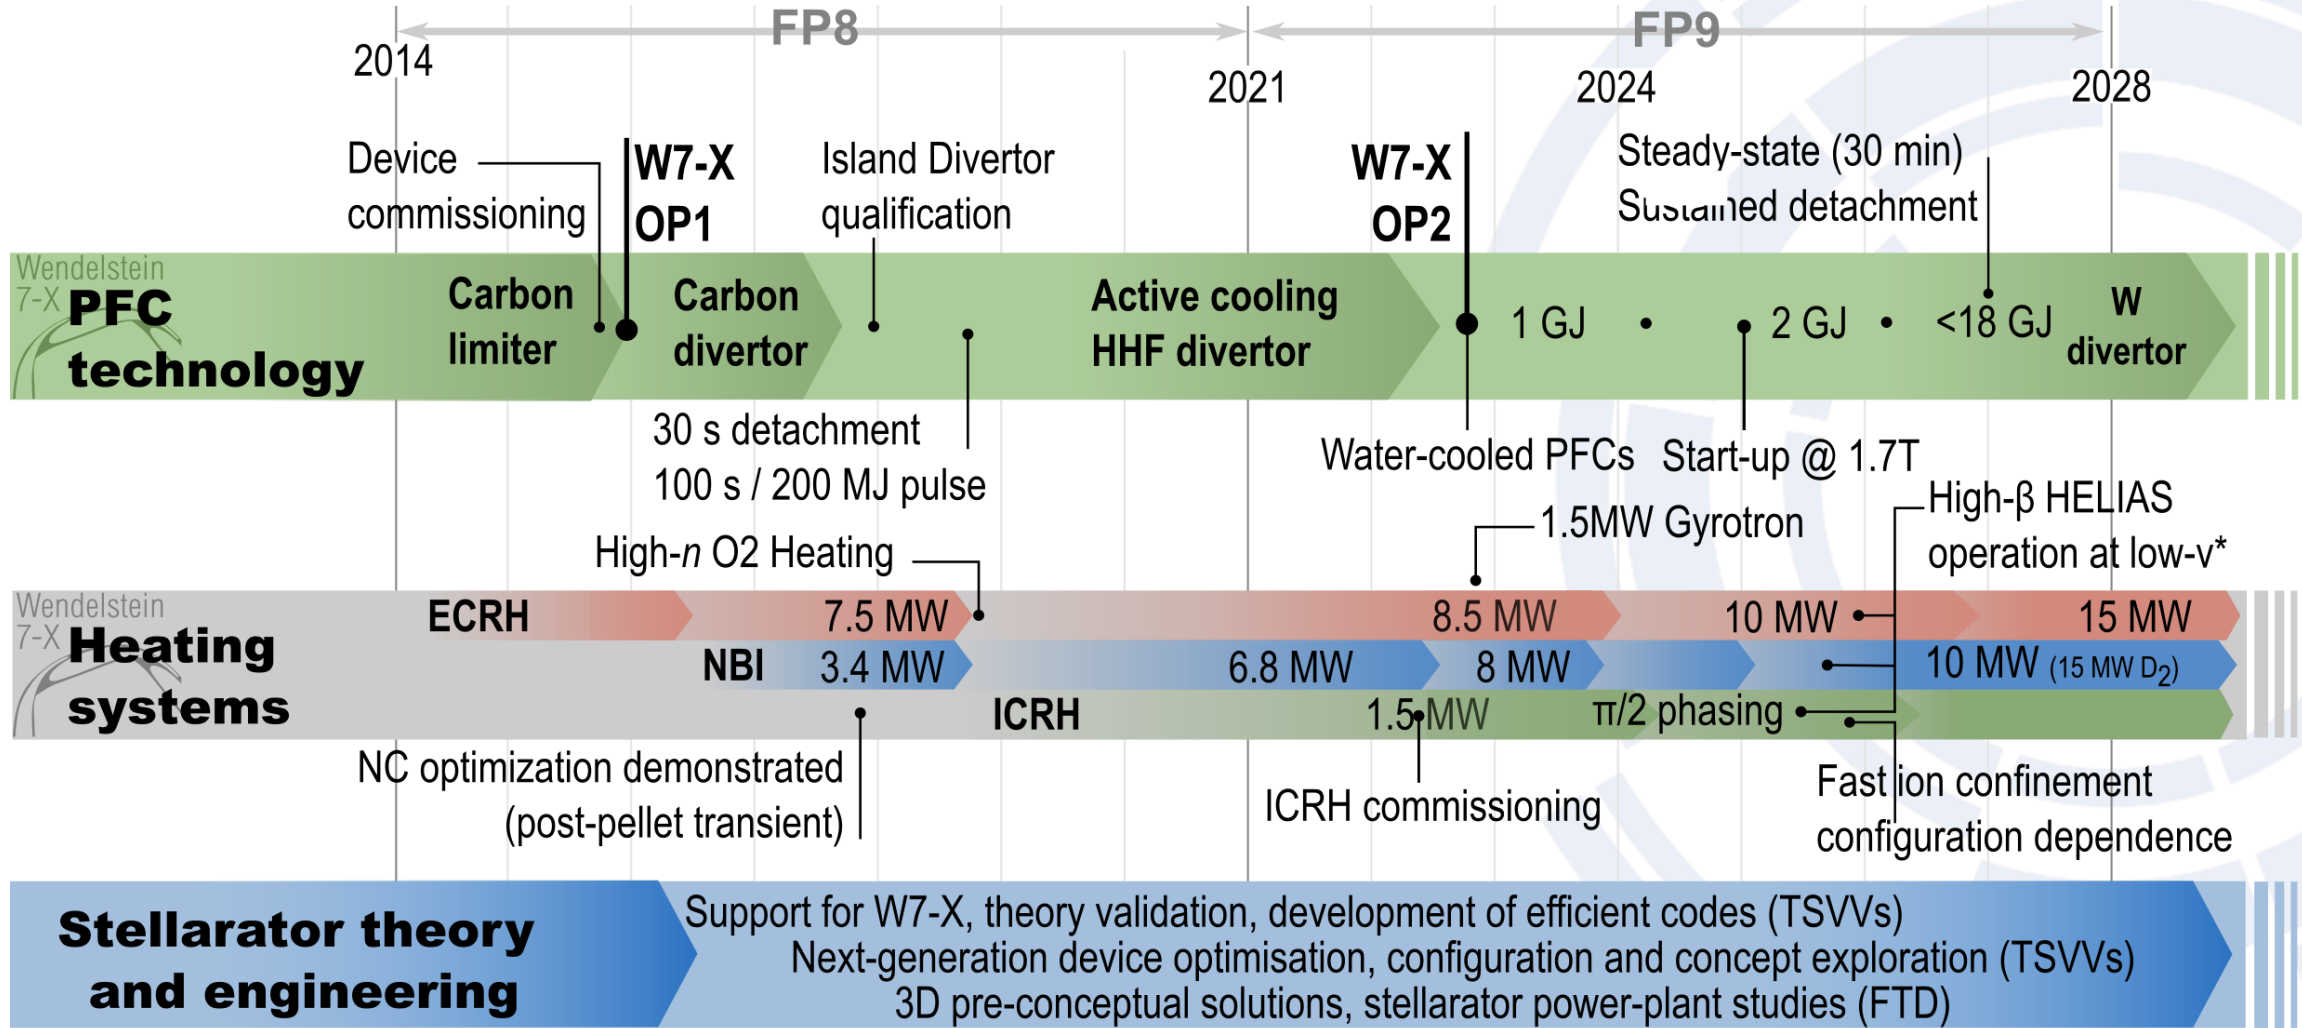 FP8
FP9
2014
2021
2024
2028
Device
commissioning
W7-X
OP1
Island Divertor
qualification
W7-X
OP2
Steady-state (30 min)
Sustained detachment
Wendelstein
7-X
PFC
technology
Carbon
limiter
Carbon
divertor
Active cooling
HHF divertor
1 GJ
2 GJ
<18 GJ
W
divertor
30 s detachment
100 s / 200 MJ pulse
Water-cooled PFCs
Start-up @ 1.7T
High-n O2 Heating
1.5MW Gyrotron
High-β HELIAS
operation at low-ν*
Wendelstein
7-X
Heating
systems
ECRH
7.5 MW
8.5 MW
10 MW
15 MW
NBI
3.4 MW
6.8 MW
8 MW
10 MW (15 MW D₂)
ICRH
1.5 MW
π/2 phasing
NC optimization demonstrated
(post-pellet transient)
ICRH commissioning
Fast ion confinement
configuration dependence
Stellarator theory
and engineering
Support for W7-X, theory validation, development of efficient codes (TSVVs)
Next-generation device optimisation, configuration and concept exploration (TSVVs)
3D pre-conceptual solutions, stellarator power-plant studies (FTD)